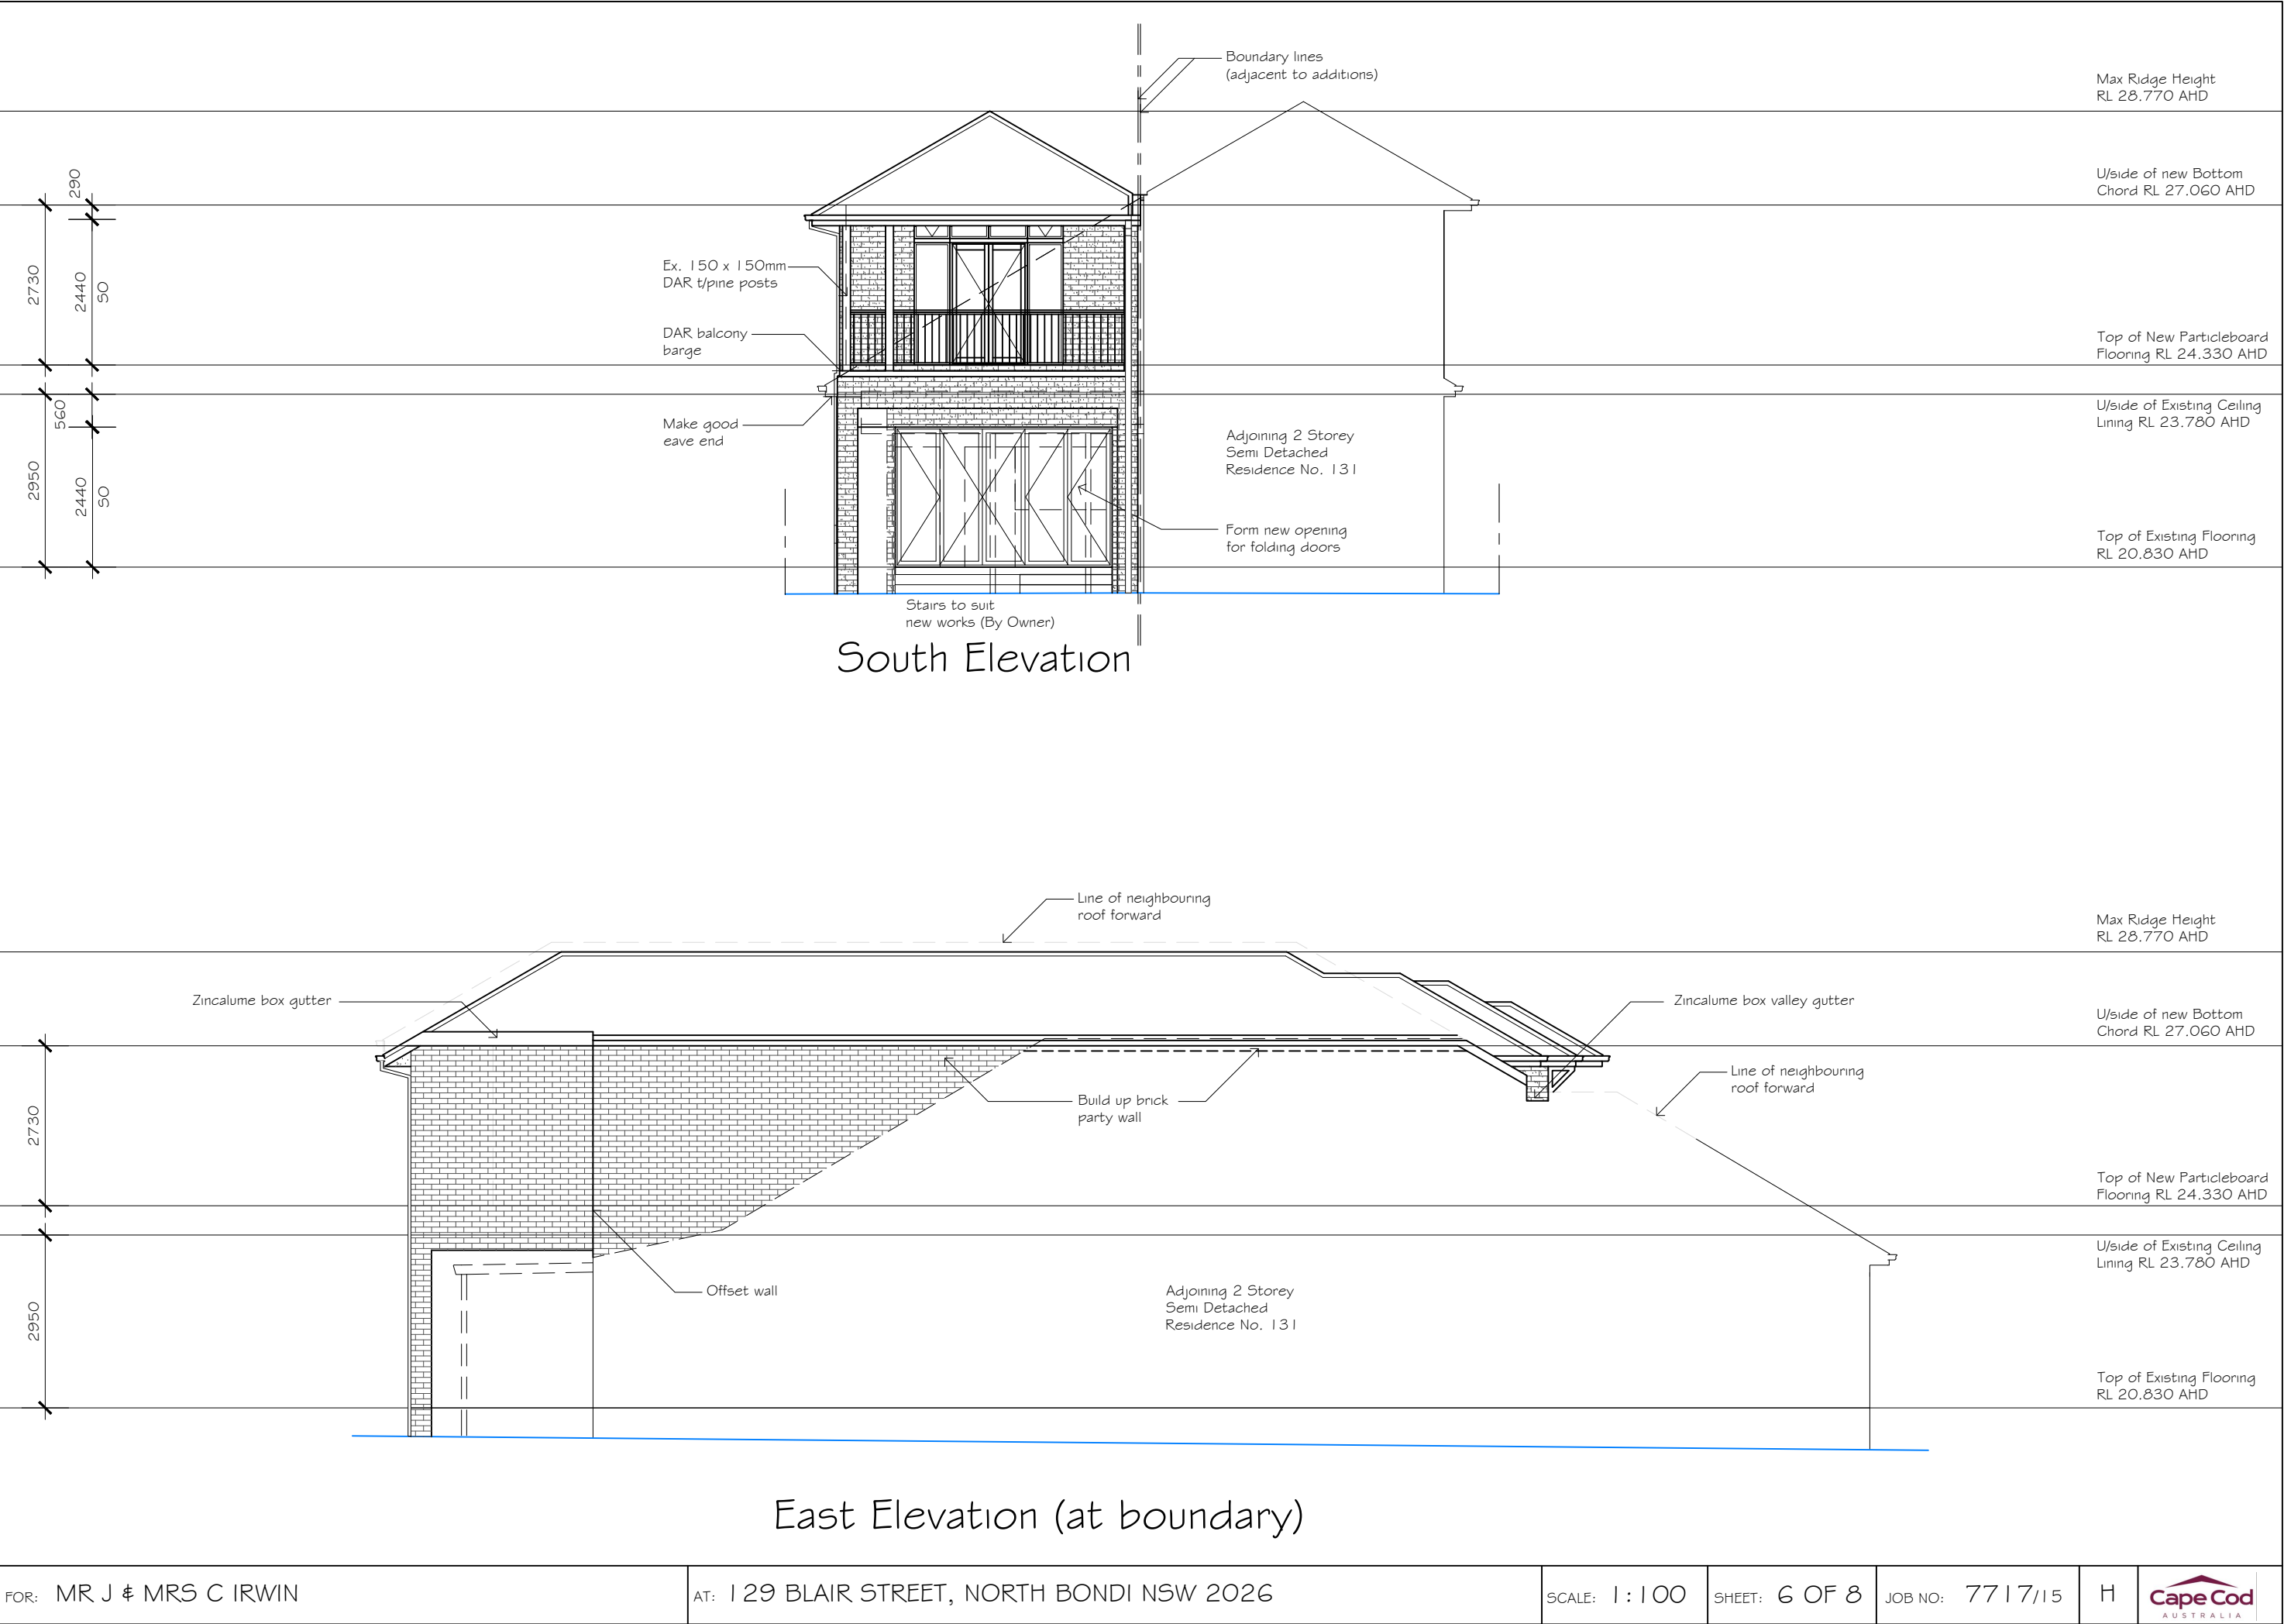 Boundary lines
(adjacent to additions)
Max Ridge Height
RL 28.770 AHD
U/side of new Bottom
Chord RL 27.060 AHD
290
2730
2440
SO
Ex. 150 x 150mm
DAR t/pine posts
DAR balcony
barge
Top of New Particleboard
Flooring RL 24.330 AHD
Make good
eave end
U/side of Existing Ceiling
Lining RL 23.780 AHD
560
2950
2440
SO
Adjoining 2 Storey
Semi Detached
Residence No. 131
Form new opening
for folding doors
Top of Existing Flooring
RL 20.830 AHD
Stairs to suit
new works (By Owner)
South Elevation
Line of neighbouring
roof forward
Max Ridge Height
RL 28.770 AHD
Zincalume box gutter
Zincalume box valley gutter
U/side of new Bottom
Chord RL 27.060 AHD
Line of neighbouring
roof forward
Build up brick
party wall
2730
Top of New Particleboard
Flooring RL 24.330 AHD
U/side of Existing Ceiling
Lining RL 23.780 AHD
Offset wall
Adjoining 2 Storey
Semi Detached
Residence No. 131
2950
Top of Existing Flooring
RL 20.830 AHD
East Elevation (at boundary)
FOR: MR J & MRS C IRWIN
AT: 129 BLAIR STREET, NORTH BONDI NSW 2026
SCALE: 1:100
SHEET: 6 OF 8
JOB NO: 7717/15
H
Cape Cod
AUSTRALIA